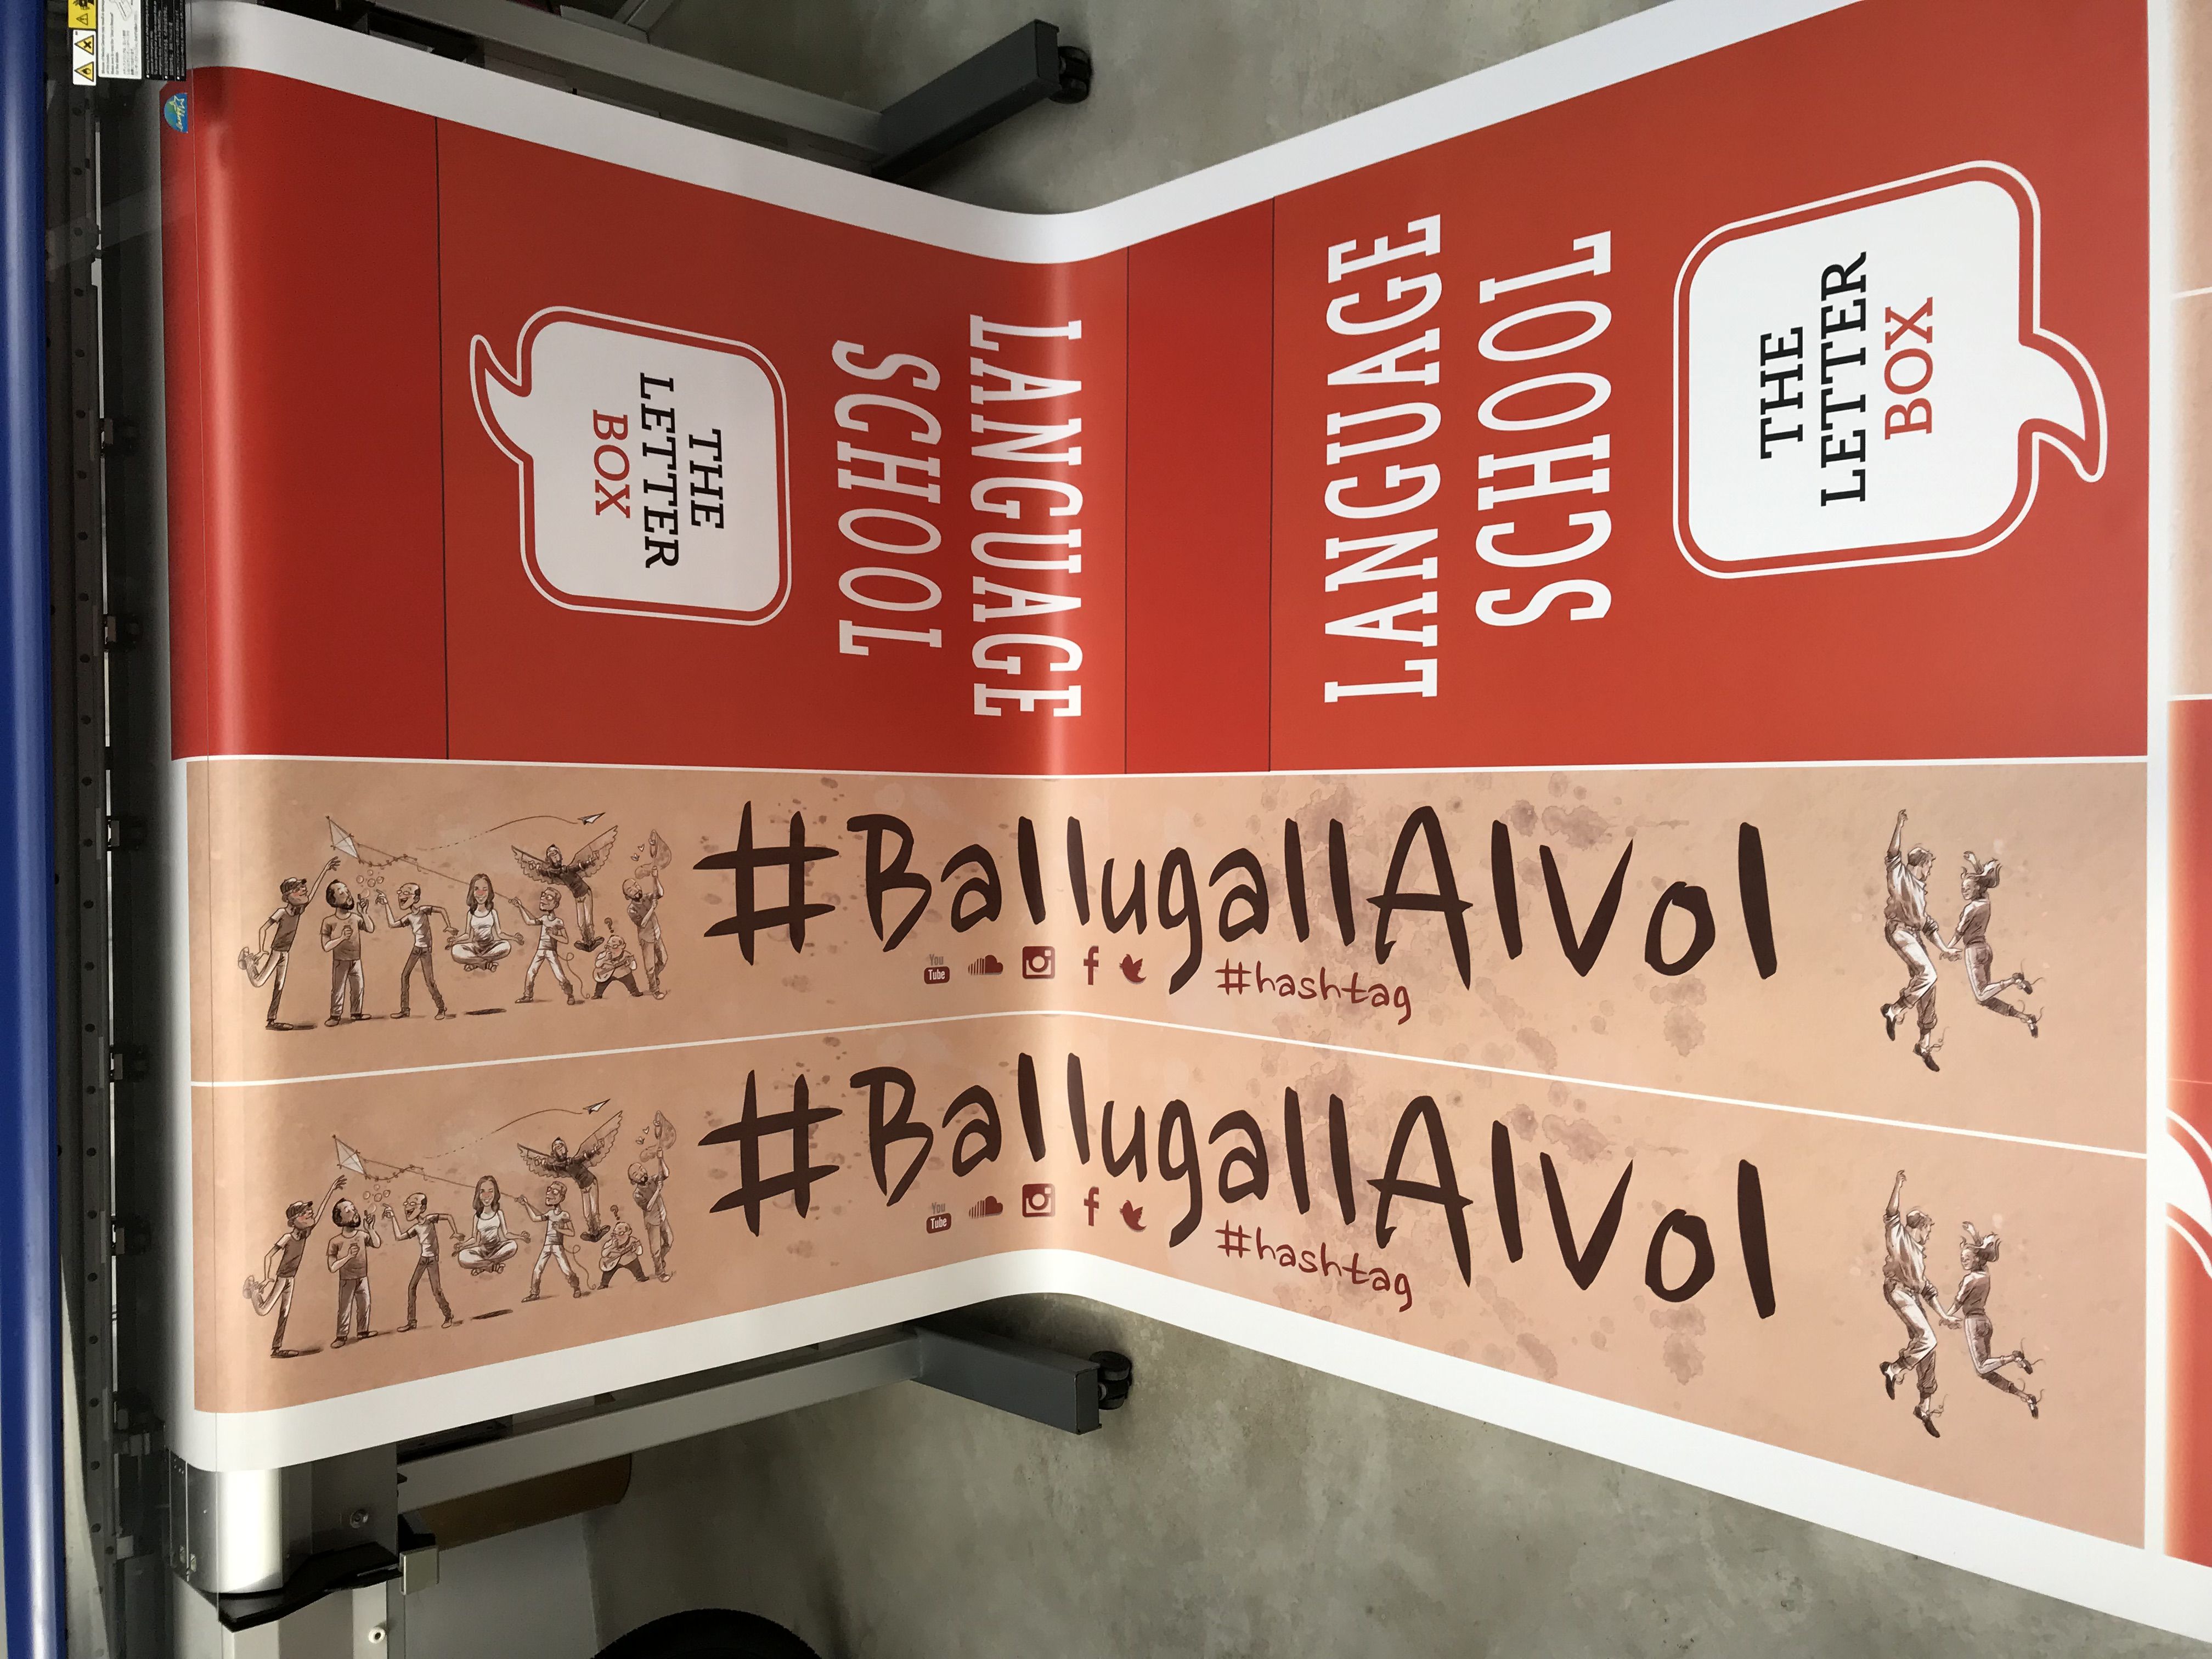 THE
LETTER
BOX
LANGUAGE
SCHOOL
LANGUAGE
SCHOOL
THE
LETTER
BOX
#BallugallAlVol
You
Tube
#hashtag
#BallugallAlVol
You
Tube
#hashtag